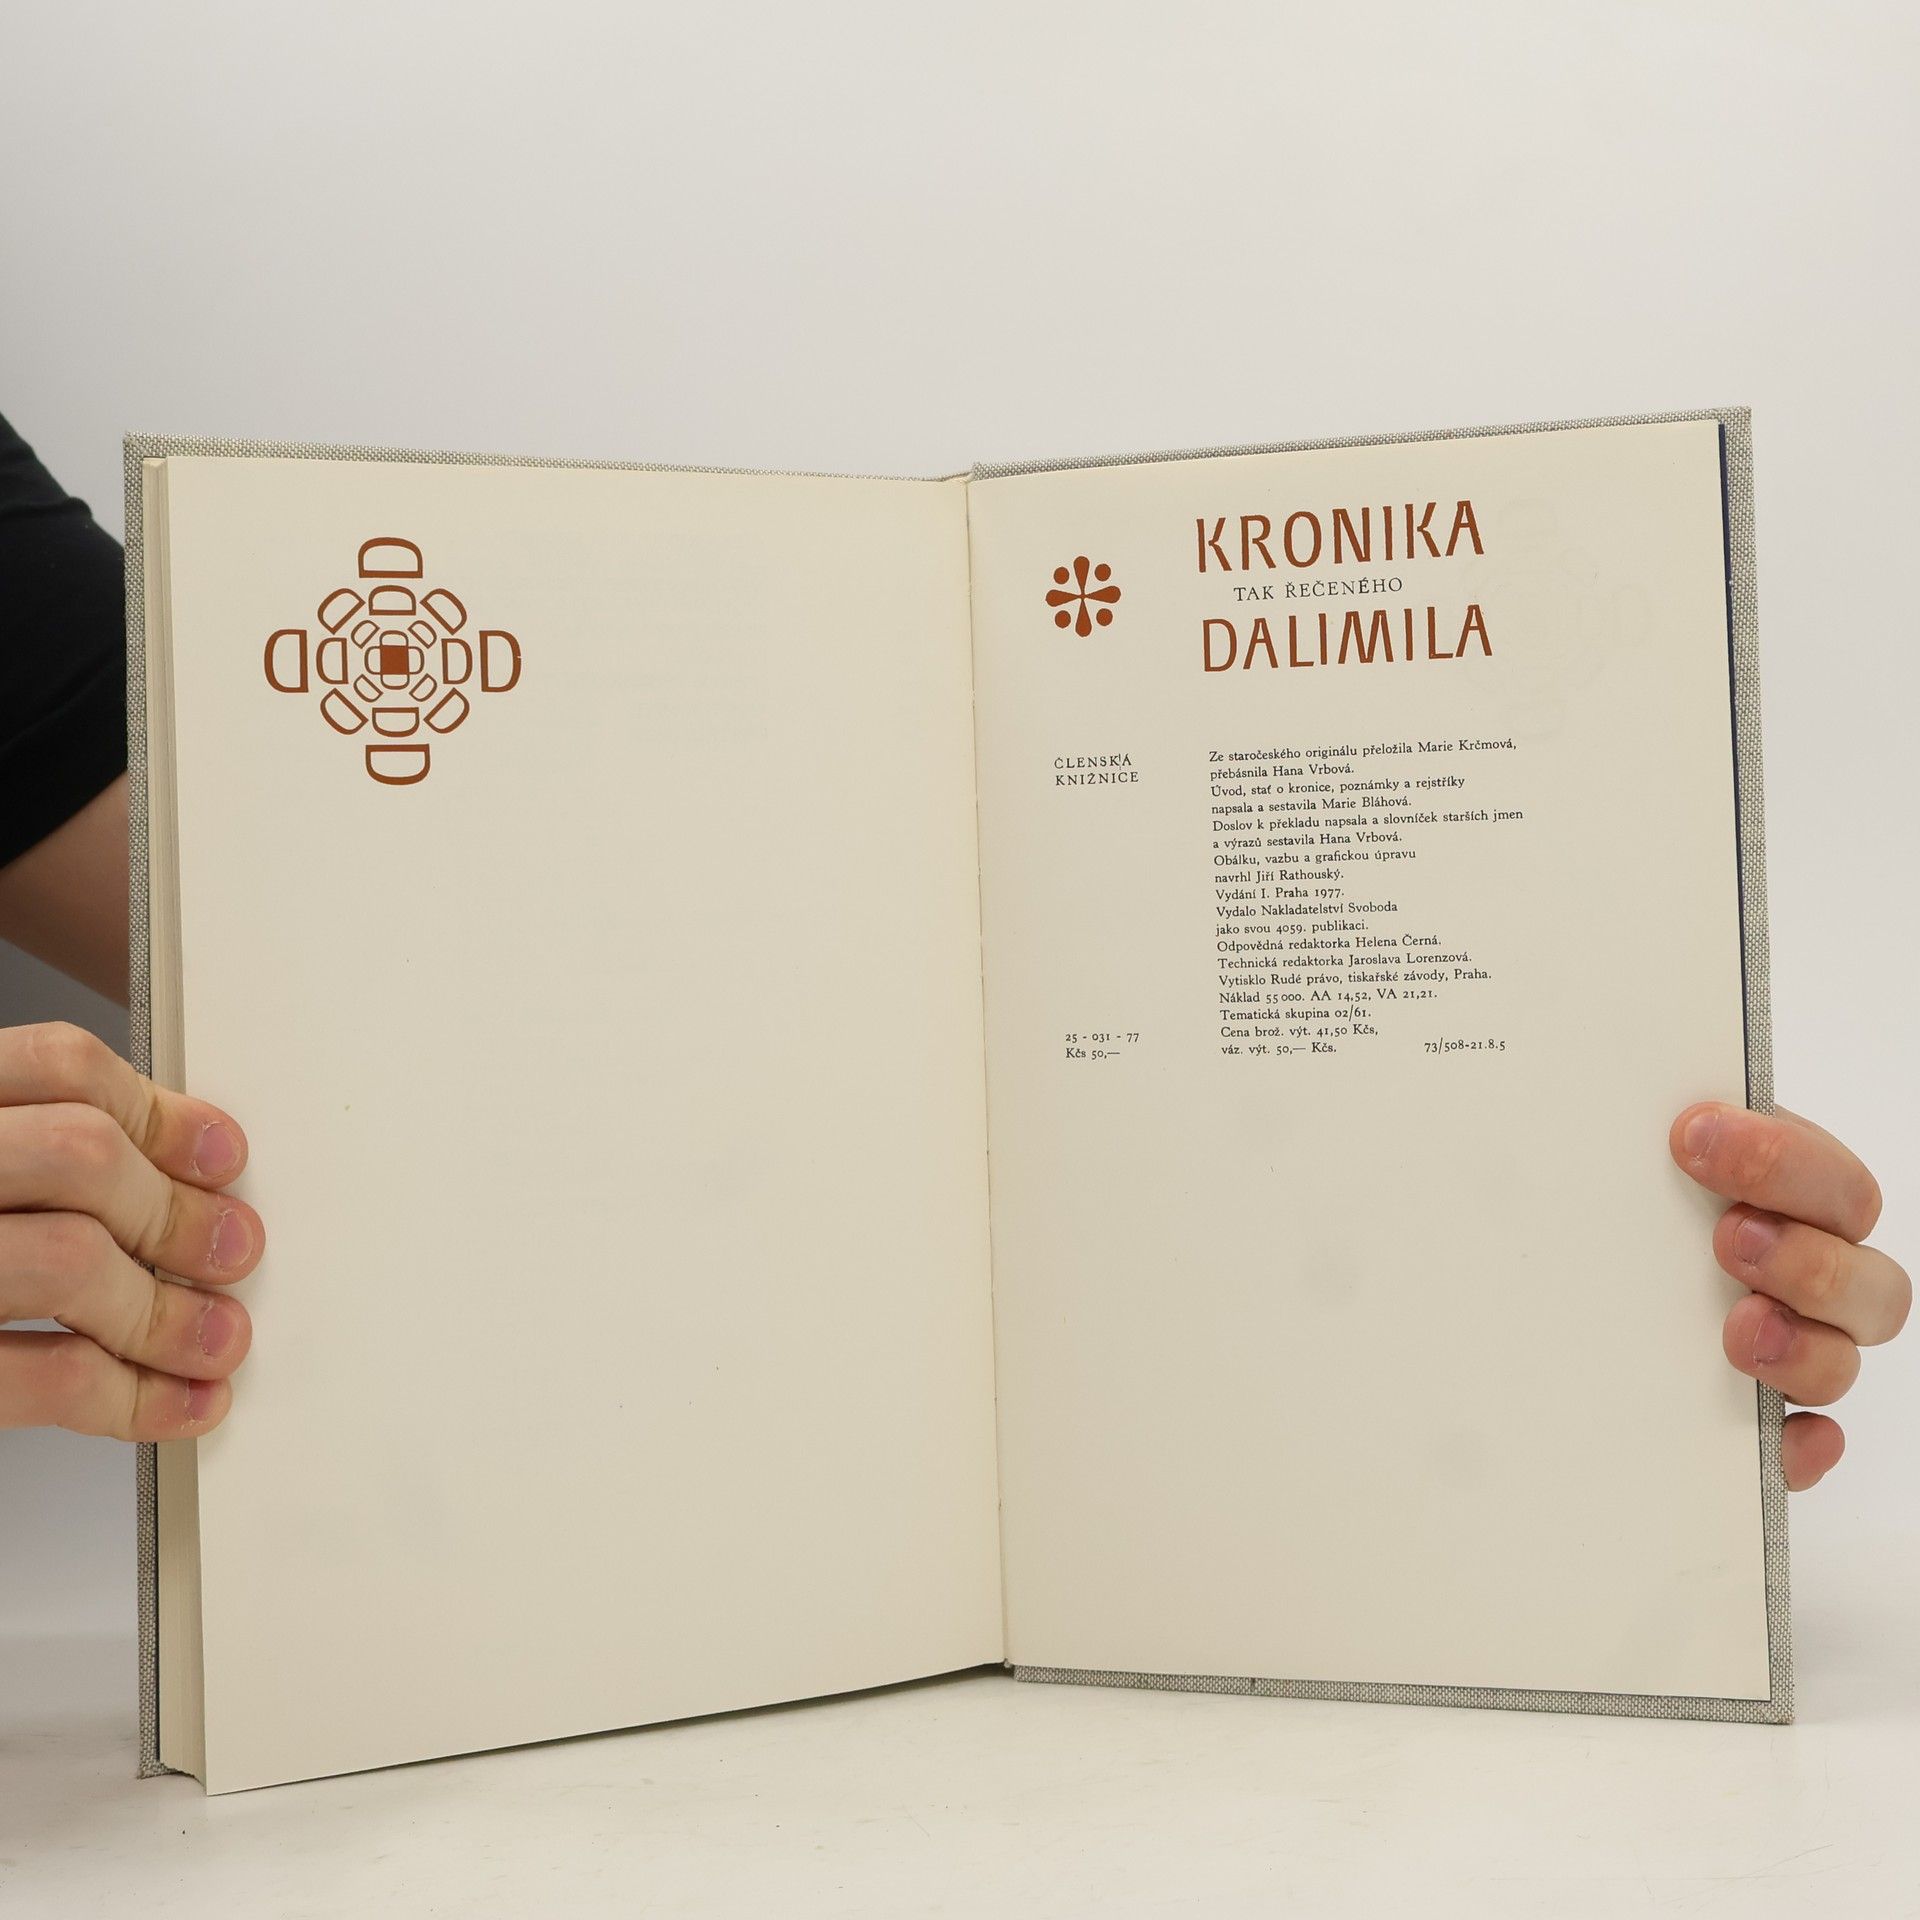 KRONIKA
TAK ŘEČENÉHO
DALIMILA
ČLENSKÁ
KNIŽNICE
Ze staročeského originálu přeložila Marie Krčmová,
přebásnila Hana Vrbová.
Úvod, stať o kronice, poznámky a rejstříky
napsala a sestavila Marie Bláhová.
Doslov k překladu napsala a slovníček starších jmen
a výrazů sestavila Hana Vrbová.
Obálku, vazbu a grafickou úpravu
navrhl Jiří Rathouský.
Vydání I. Praha 1977.
Vydalo Nakladatelství Svoboda
jako svou 4059. publikaci.
Odpovědná redaktorka Helena Černá.
Technická redaktorka Jaroslava Lorenzová.
Vytisklo Rudé právo, tiskařské závody, Praha.
Náklad 55 000. AA 14,52, VA 21,21.
Tematická skupina 02/61.
Cena brož. výt. 41,50 Kčs,
váz. výt. 50,— Kčs. 73/508-21.8.5
25 - 031 - 77
Kčs 50,—